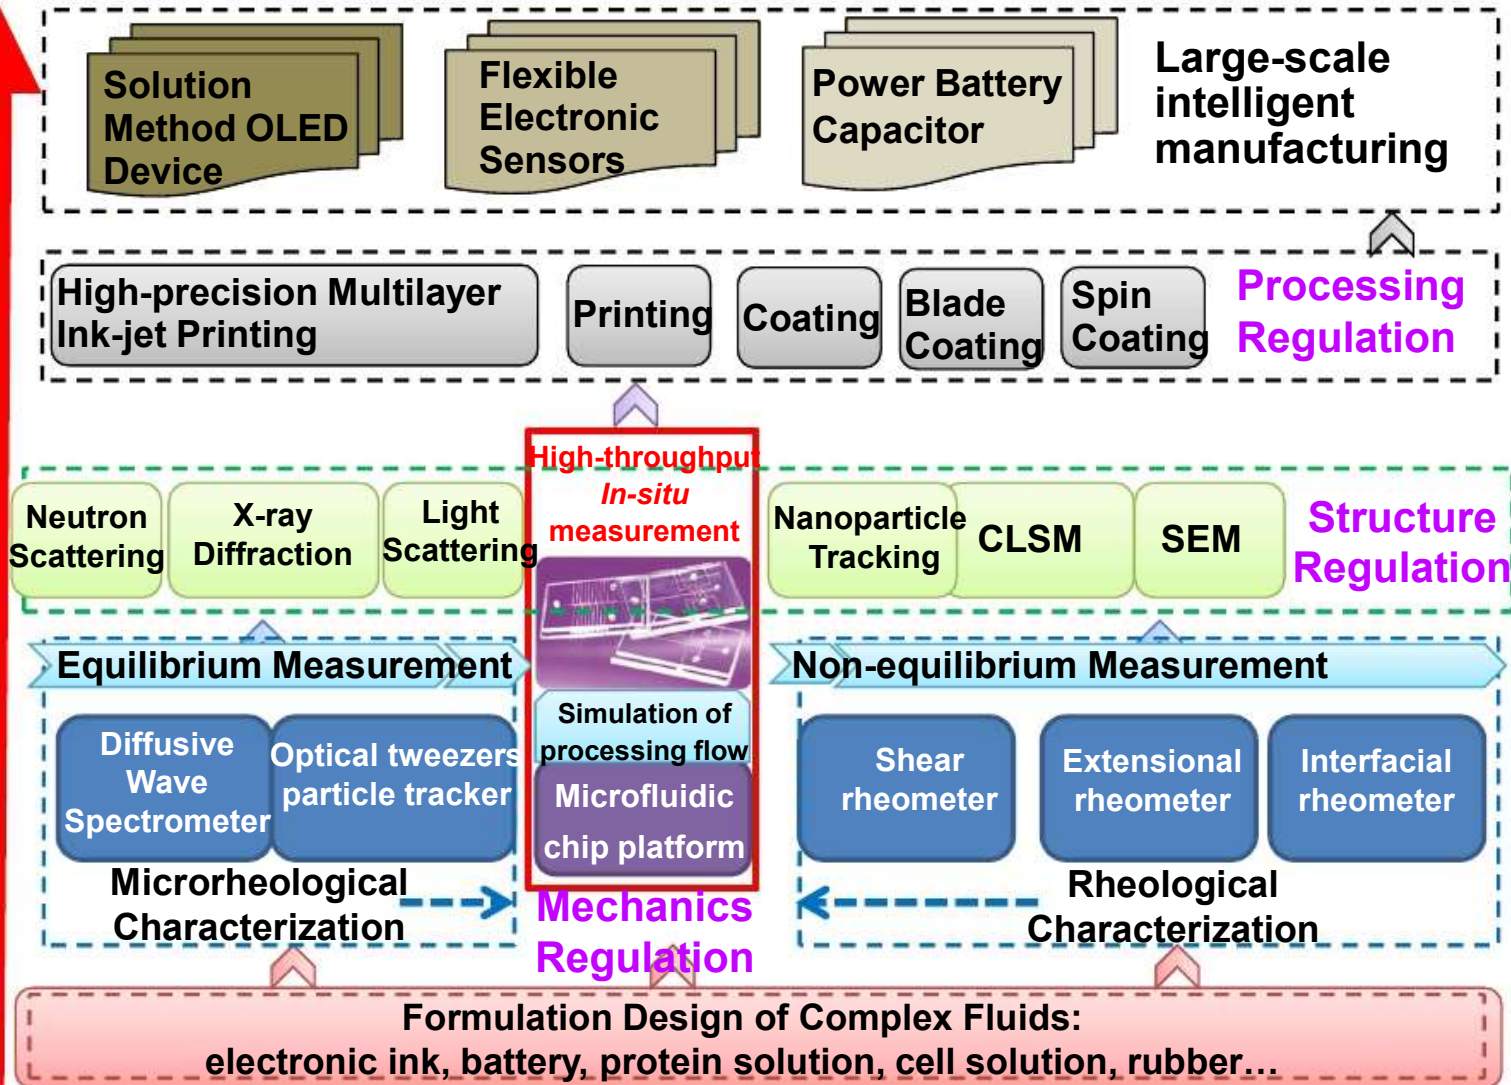 Solution
Method OLED
Device
Flexible
Electronic
Sensors
Power Battery
Capacitor
Large-scale
intelligent
manufacturing
High-precision Multilayer
Ink-jet Printing
Printing
Coating
Blade
Coating
Spin
Coating
Processing
Regulation
Neutron
Scattering
X-ray
Diffraction
Light
Scattering
High-throughput
In-situ
measurement
Nanoparticle
Tracking
CLSM
SEM
Structure
Regulation
Equilibrium Measurement
Non-equilibrium Measurement
Diffusive
Wave
Spectrometer
Optical tweezers
particle tracker
Simulation of
processing flow
Microfluidic
chip platform
Shear
rheometer
Extensional
rheometer
Interfacial
rheometer
Microrheological
Characterization
Mechanics
Regulation
Rheological
Characterization
Formulation Design of Complex Fluids:
electronic ink, battery, protein solution, cell solution, rubber…